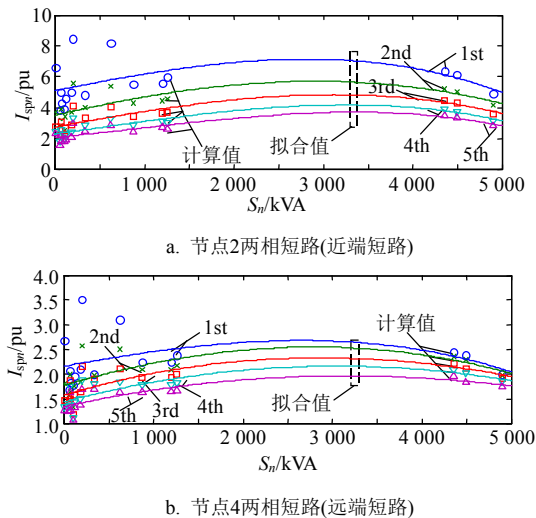 10
8
6
4
2
0
I_spn/pu
1st
2nd
3rd
4th
5th
计算值
拟合值
0
1 000
2 000
3 000
4 000
5 000
S_n/kVA
a. 节点2两相短路(近端短路)
4.0
3.5
3.0
2.5
2.0
1.5
1.0
I_spn/pu
1st
2nd
计算值
5th
3rd
4th
拟合值
0
1 000
2 000
3 000
4 000
5 000
S_n/kVA
b. 节点4两相短路(远端短路)